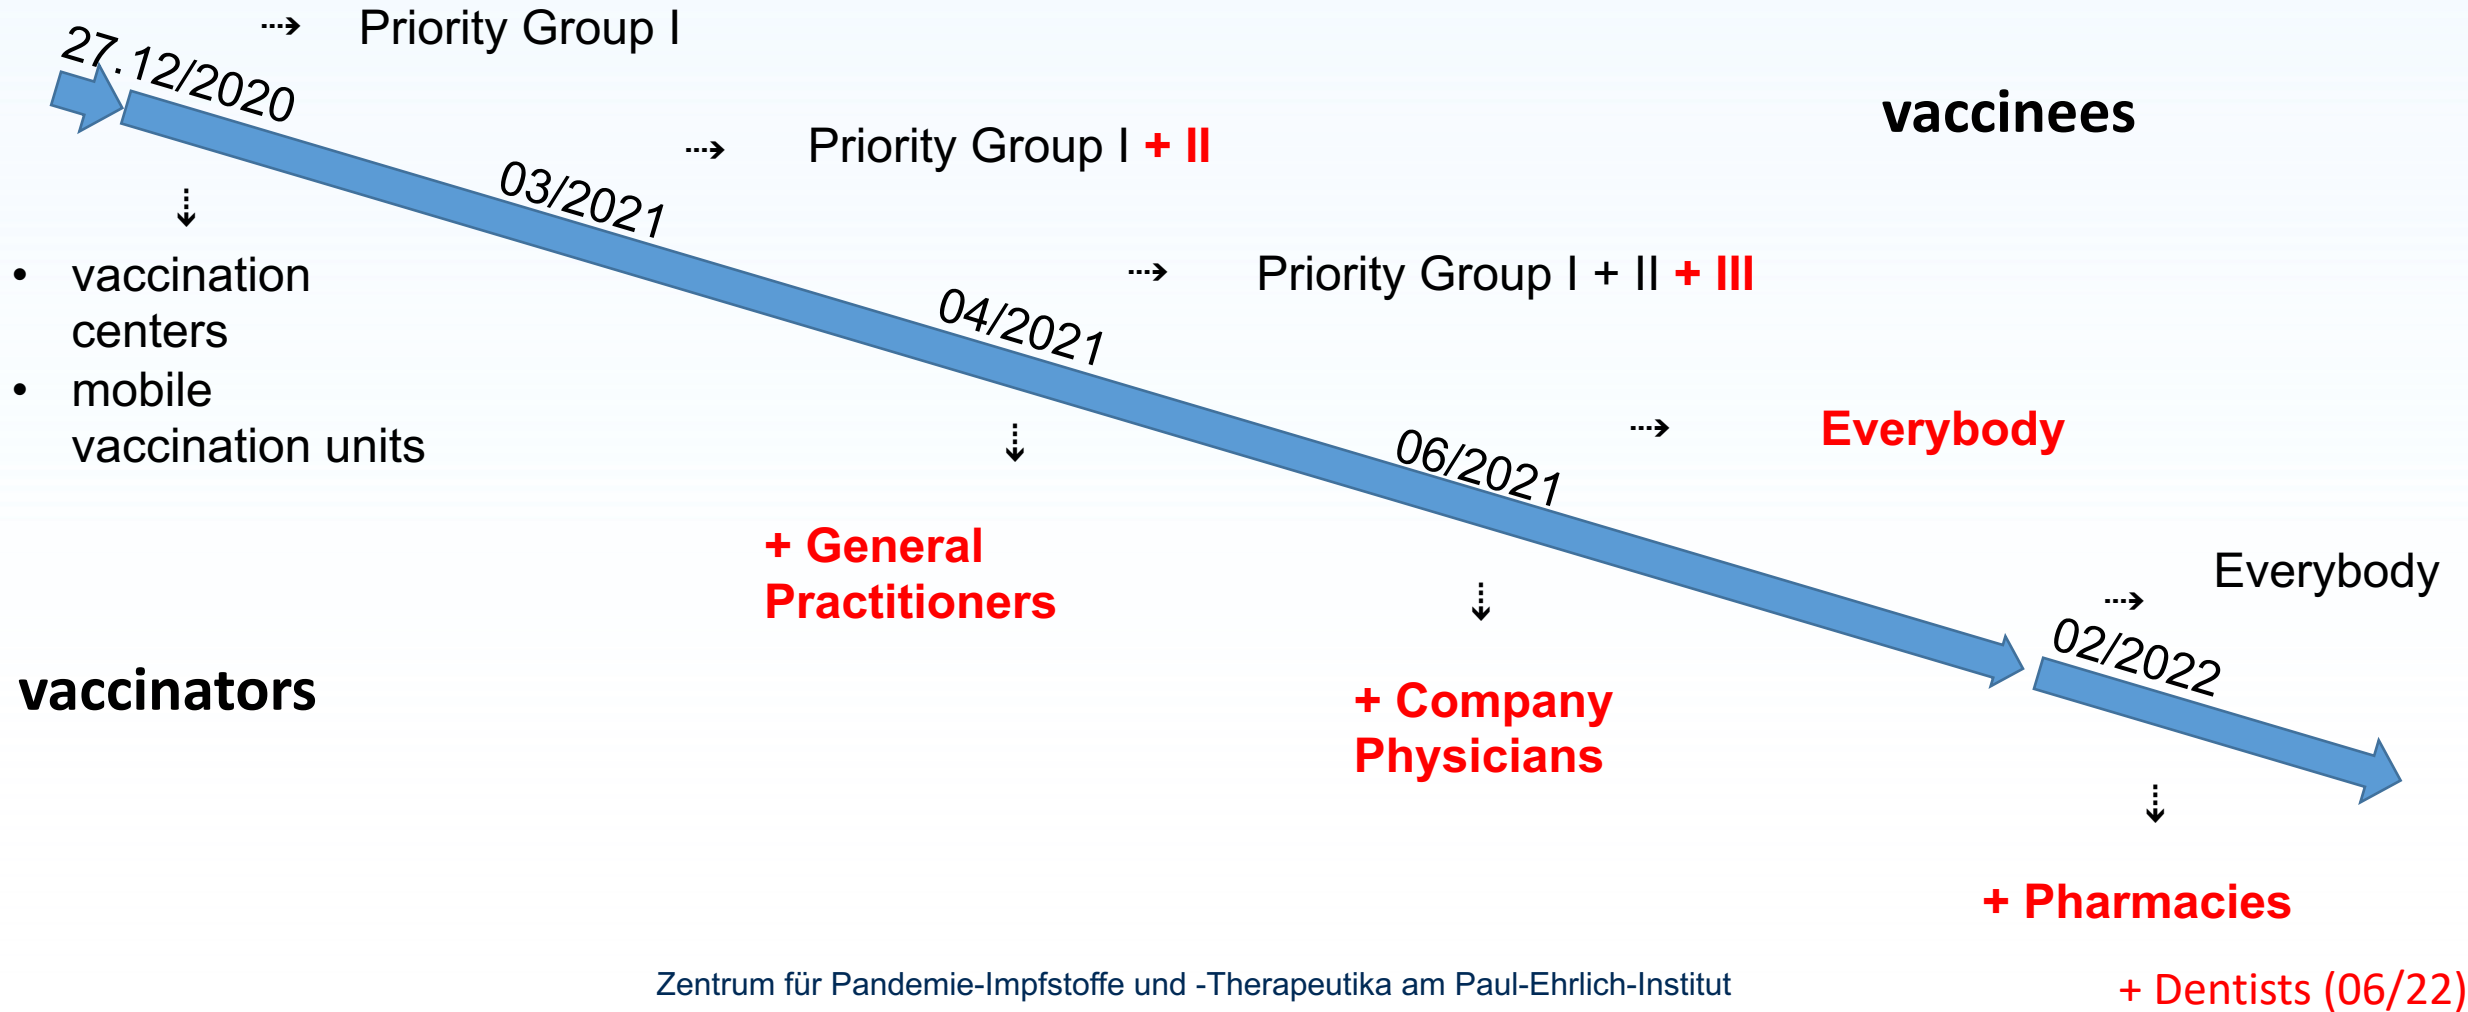 27.12/2020
Priority Group I
vaccinees
03/2021
Priority Group I + II
• vaccination
centers
• mobile
vaccination units
04/2021
Priority Group I + II + III
+ General
Practitioners
06/2021
Everybody
+ Company
Physicians
vaccinators
02/2022
Everybody
+ Pharmacies
+ Dentists (06/22)
Zentrum für Pandemie-Impfstoffe und -Therapeutika am Paul-Ehrlich-Institut